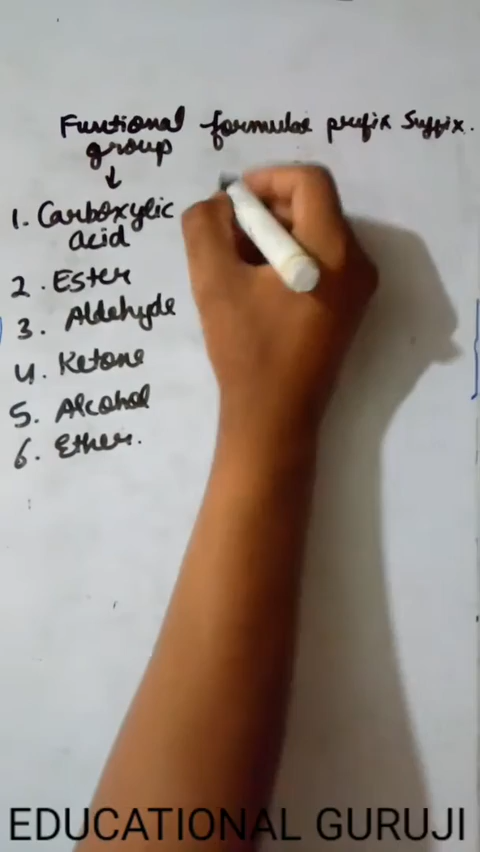 Functional formulae prefix Suffix.
group
↓
1. Carboxylic
acid
2. Ester
3. Aldehyde
4. Ketone
5. Alcohol
6. Ether.
EDUCATIONAL GURUJI